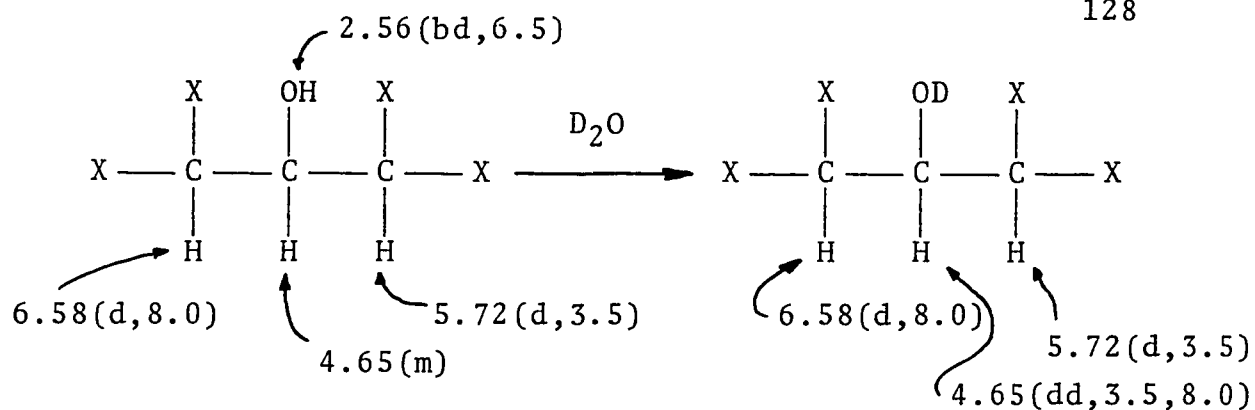 128
2.56(bd,6.5)
X OH X X OD X
D2O
X — C — C — C — X X — C — C — C — X
H H H H H H
6.58(d,8.0) 5.72(d,3.5) 6.58(d,8.0)
4.65(m) 5.72(d,3.5)
4.65(dd,3.5,8.0)